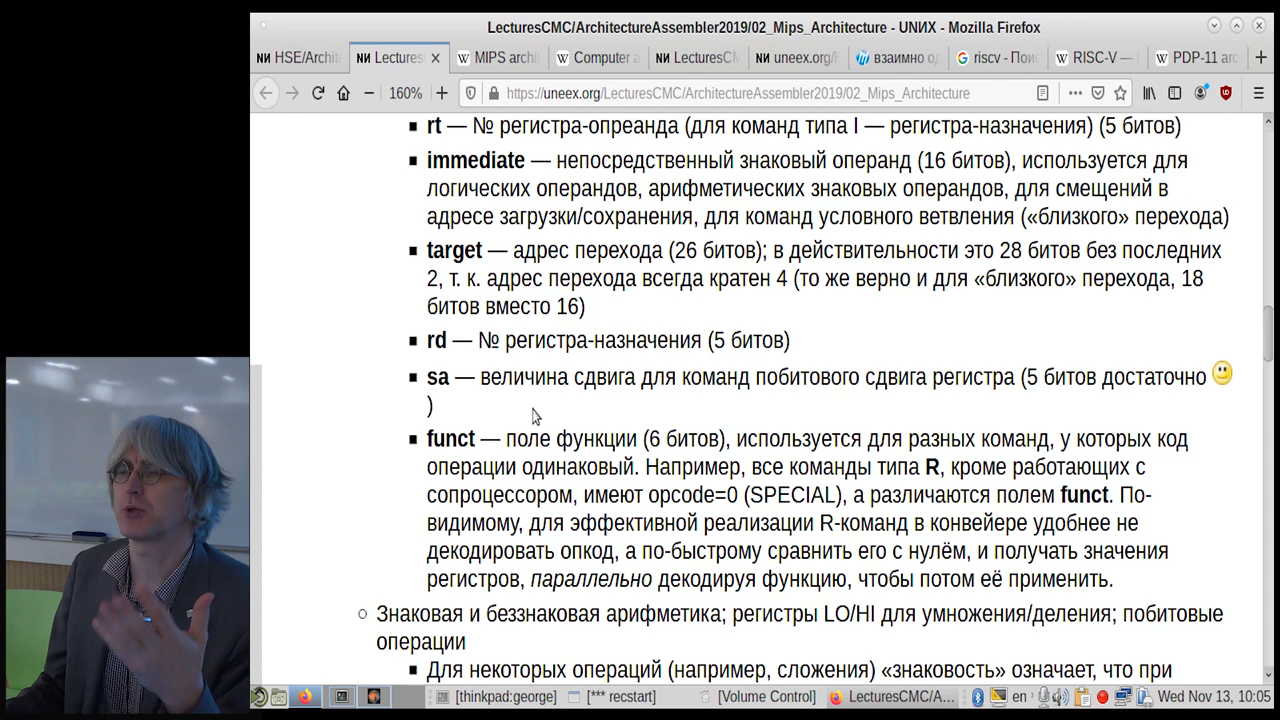 LecturesCMC/ArchitectureAssembler2019/02_Mips_Architecture - UNИX - Mozilla Firefox
HSE/Archit
Lectures
MIPS archi
Computer a
LecturesCM
uneex.org/H
взаимно од
riscv - Пои
RISC-V —
PDP-11 arc
160%
https://uneex.org/LecturesCMC/ArchitectureAssembler2019/02_Mips_Architecture
rt — № регистра-опреанда (для команд типа I — регистра-назначения) (5 битов)
immediate — непосредственный знаковый операнд (16 битов), используется для
логических операндов, арифметических знаковых операндов, для смещений в
адресе загрузки/сохранения, для команд условного ветвления («близкого» перехода)
target — адрес перехода (26 битов); в действительности это 28 битов без последних
2, т. к. адрес перехода всегда кратен 4 (то же верно и для «близкого» перехода, 18
битов вместо 16)
rd — № регистра-назначения (5 битов)
sa — величина сдвига для команд побитового сдвига регистра (5 битов достаточно
)
funct — поле функции (6 битов), используется для разных команд, у которых код
операции одинаковый. Например, все команды типа R, кроме работающих с
сопроцессором, имеют opcode=0 (SPECIAL), а различаются полем funct. По-
видимому, для эффективной реализации R-команд в конвейере удобнее не
декодировать опкод, а по-быстрому сравнить его с нулём, и получать значения
регистров, параллельно декодируя функцию, чтобы потом её применить.
Знаковая и беззнаковая арифметика; регистры LO/HI для умножения/деления; побитовые
операции
Для некоторых операций (например, сложения) «знаковость» означает, что при
[thinkpad:george]
[*** recstart]
[Volume Control]
LecturesCMC/A...
en
Wed Nov 13, 10:05